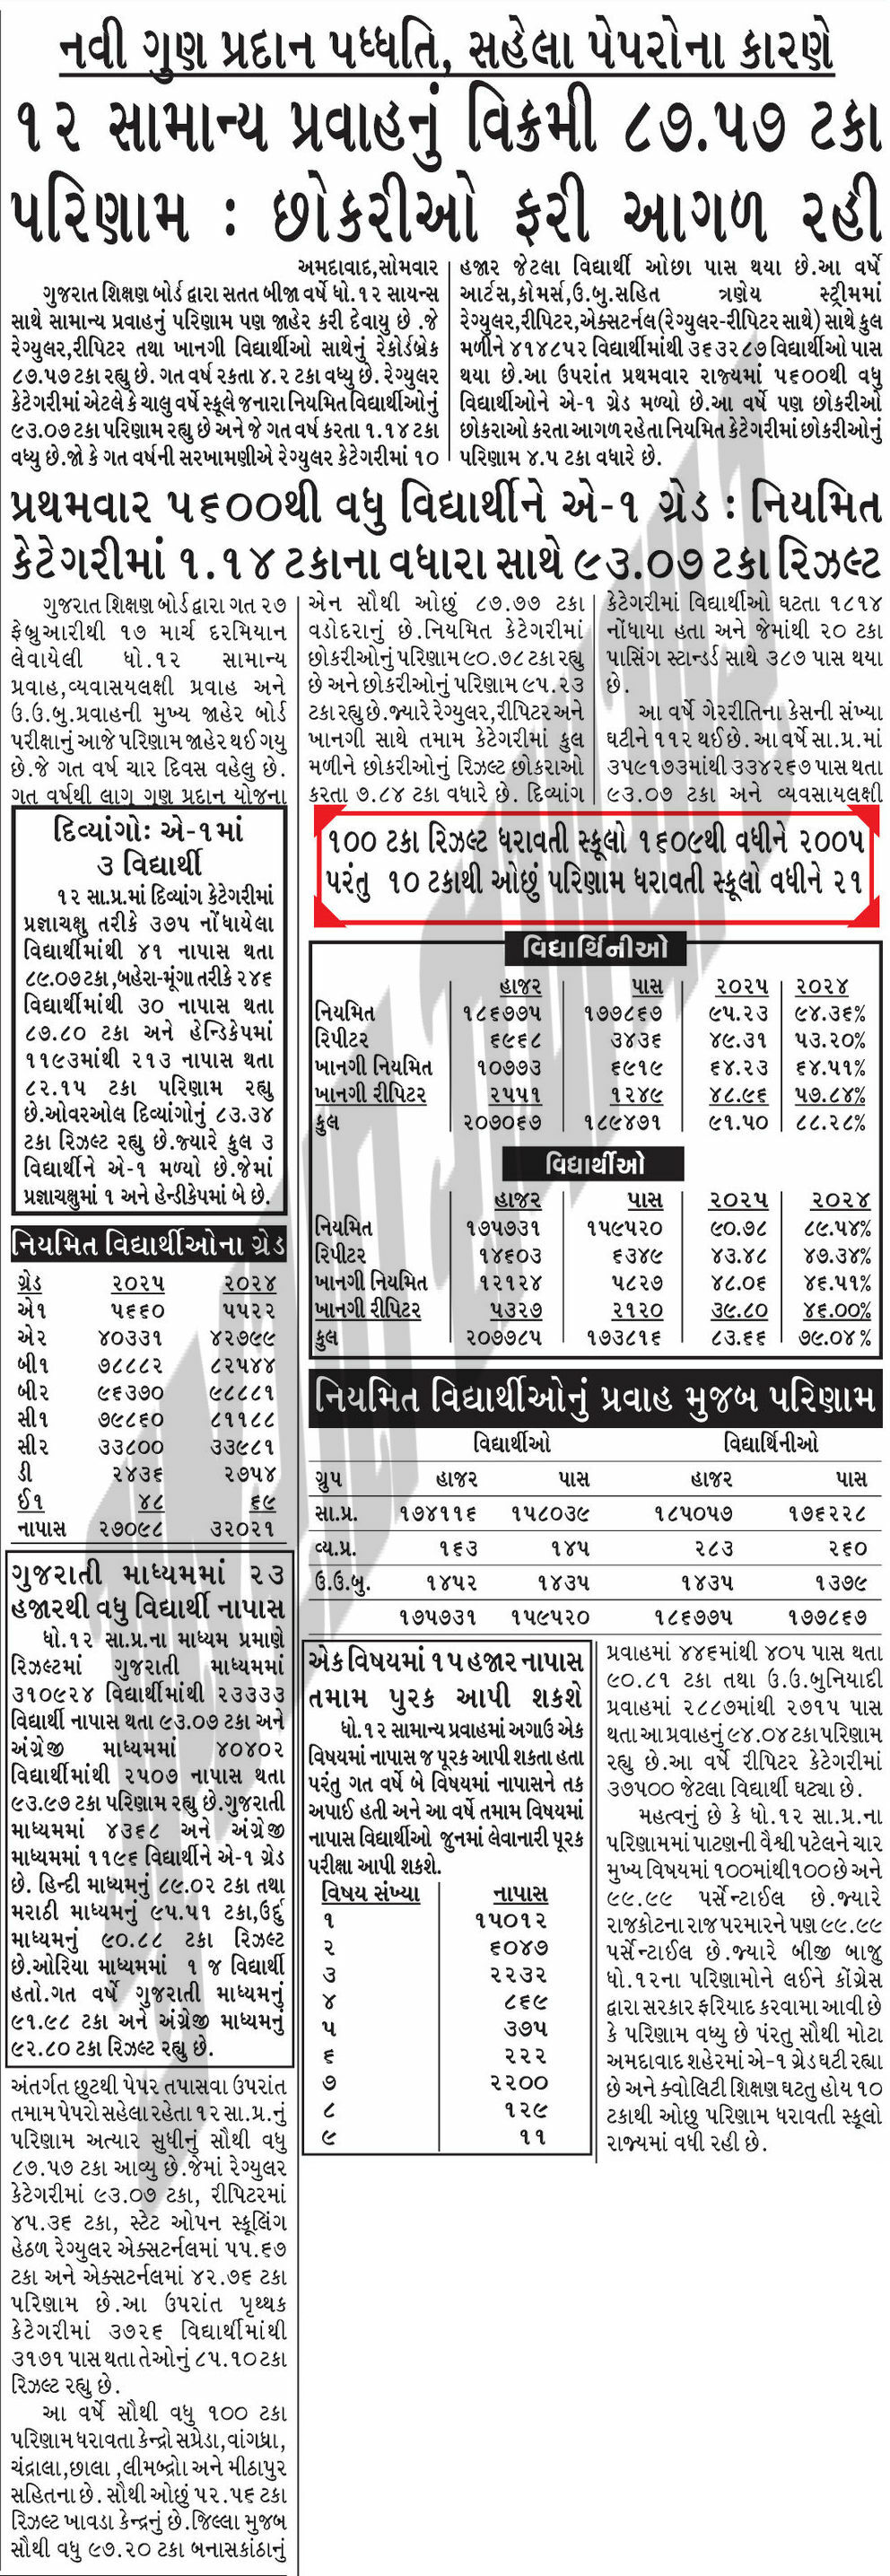 નવી ગુણ પ્રદાન પધ્ધતિ, સહેલા પેપરોના કારણે
૧૨ સામાન્ય પ્રવાહનું વિક્રમી ૮૭.૫૭ ટકા
પરિણામ : છોકરીઓ ફરી આગળ રહી
અમદાવાદ,સોમવાર
ગુજરાત શિક્ષણ બોર્ડ દ્વારા સતત બીજા વર્ષે ધો.૧૨ સાયન્સ
સાથે સામાન્ય પ્રવાહનું પરિણામ પણ જાહેર કરી દેવાયુ છે .જે
રેગ્યુલર,રીપિટર તથા ખાનગી વિદ્યાર્થીઓ સાથેનું રેકોર્ડબ્રેક
૮૭.૫૭ ટકા રહ્યુ છે. ગત વર્ષ રકતા ૪.૨ ટકા વધ્યુ છે. રેગ્યુલર
કેટેગરીમાં એટલે કે ચાલુ વર્ષે સ્કૂલે જનારા નિયમિત વિદ્યાર્થીઓનું
૯૩.૦૭ ટકા પરિણામ રહ્યુ છે અને જે ગત વર્ષ કરતા ૧.૧૪ ટકા
વધ્યુ છે.જો કે ગત વર્ષની સરખામણીએ રેગ્યુલર કેટેગરીમાં ૧૦
હજાર જેટલા વિદ્યાર્થી ઓછા પાસ થયા છે.આ વર્ષે
આર્ટસ,કોમર્સ,ઉ.બુ.સહિત ત્રણેય સ્ટ્રીમમાં
રેગ્યુલર,રીપિટર,એક્સટર્નલ(રેગ્યુલર-રીપિટર સાથે) સાથે કુલ
મળીને ૪૧૪૮૫૨ વિદ્યાર્થીમાંથી ૩૬૩૨૮૭ વિદ્યાર્થીઓ પાસ
થયા છે.આ ઉપરાંત પ્રથમવાર રાજ્યમાં ૫૬૦૦થી વધુ
વિદ્યાર્થીઓને એ-૧ ગ્રેડ મળ્યો છે.આ વર્ષે પણ છોકરીઓ
છોકરાઓ કરતા આગળ રહેતા નિયમિત કેટેગરીમાં છોકરીઓનું
પરિણામ ૪.૫ ટકા વધારે છે.
પ્રથમવાર ૫૬૦૦થી વધુ વિદ્યાર્થીને એ-૧ ગ્રેડ : નિયમિત
કેટેગરીમાં ૧.૧૪ ટકાના વધારા સાથે ૯૩.૦૭ ટકા રિઝલ્ટ
ગુજરાત શિક્ષણ બોર્ડ દ્વારા ગત ૨૭
ફેબ્રુઆરીથી ૧૭ માર્ચ દરમિયાન
લેવાયેલી ધો.૧૨ સામાન્ય
પ્રવાહ,વ્યવાસયલક્ષી પ્રવાહ અને
ઉ.ઉ.બુ.પ્રવાહની મુખ્ય જાહેર બોર્ડ
પરીક્ષાનું આજે પરિણામ જાહેર થઈ ગયુ
છે.જે ગત વર્ષ ચાર દિવસ વહેલુ છે.
ગત વર્ષથી લાગુ ગુણ પ્રદાન યોજના
દિવ્યાંગોઃ એ-૧માં
૩ વિદ્યાર્થી
૧૨ સા.પ્ર.માં દિવ્યાંગ કેટેગરીમાં
પ્રજ્ઞાચક્ષુ તરીકે ૩૭૫ નોંધાયેલા
વિદ્યાર્થીમાંથી ૪૧ નાપાસ થતા
૮૯.૦૭ ટકા,બહેરા-મૂંગા તરીકે ૨૪૬
વિદ્યાર્થીમાંથી ૩૦ નાપાસ થતા
૮૭.૮૦ ટકા અને હેન્ડિકેપમાં
૧૧૯૩માંથી ૨૧૩ નાપાસ થતા
૮૨.૧૫ ટકા પરિણામ રહ્યુ
છે.ઓવરઓલ દિવ્યાંગોનું ૮૩.૩૪
ટકા રિઝલ્ટ રહ્યુ છે.જ્યારે કુલ ૩
વિદ્યાર્થીને એ-૧ મળ્યો છે.જેમાં
પ્રજ્ઞાચક્ષુમાં ૧ અને હેન્ડીકેપમાં બે છે.
નિયમિત વિદ્યાર્થીઓના ગ્રેડ
ગ્રેડ ૨૦૨૫ ૨૦૨૪
એ૧ ૫૬૬૦ ૫૫૨૨
એ૨ ૪૦૩૩૧ ૪૨૭૯૯
બી૧ ૭૮૮૮૨ ૮૨૫૪૪
બી૨ ૯૬૩૭૦ ૯૮૮૮૧
સી૧ ૭૯૮૬૦ ૮૧૧૮૮
સી૨ ૩૩૮૦૦ ૩૩૯૮૧
ડી ૨૪૩૬ ૨૭૫૪
ઈ૧ ૪૮ ૬૯
નાપાસ ૨૭૦૯૮ ૩૨૦૨૧
ગુજરાતી માધ્યમમાં ૨૩
હજારથી વધુ વિદ્યાર્થી નાપાસ
ધો.૧૨ સા.પ્ર.ના માધ્યમ પ્રમાણે
રિઝલ્ટમાં ગુજરાતી માધ્યમમાં
૩૧૦૯૨૪ વિદ્યાર્થીમાંથી ૨૩૩૩૩
વિદ્યાર્થી નાપાસ થતા ૯૩.૦૭ ટકા અને
અંગ્રેજી માધ્યમમાં ૪૦૪૦૨
વિદ્યાર્થીમાંથી ૨૫૦૭ નાપાસ થતા
૯૩.૯૭ ટકા પરિણામ રહ્યુ છે.ગુજરાતી
માધ્યમમાં ૪૩૬૮ અને અંગ્રેજી
માધ્યમમાં ૧૧૯૬ વિદ્યાર્થીને એ-૧ ગ્રેડ
છે. હિન્દી માધ્યમનું ૮૯.૦૨ ટકા તથા
મરાઠી માધ્યમનું ૯૫.૫૧ ટકા,ઉર્દુ
માધ્યમનું ૯૦.૮૮ ટકા રિઝલ્ટ
છે.ઓરિયા માધ્યમમાં ૧ જ વિદ્યાર્થી
હતો.ગત વર્ષે ગુજરાતી માધ્યમનું
૯૧.૯૮ ટકા અને અંગ્રેજી માધ્યમનું
૯૨.૮૦ ટકા રિઝલ્ટ રહ્યુ છે.
અંતર્ગત છુટથી પેપર તપાસવા ઉપરાંત
તમામ પેપરો સહેલા રહેતા ૧૨ સા.પ્ર.નું
પરિણામ અત્યાર સુધીનું સૌથી વધુ
૮૭.૫૭ ટકા આવ્યુ છે.જેમાં રેગ્યુલર
કેટેગરીમાં ૯૩.૦૭ ટકા, રીપિટરમાં
૪૫.૩૬ ટકા, સ્ટેટ ઓપન સ્કૂલિંગ
હેઠળ રેગ્યુલર એક્સટર્નલમાં ૫૫.૬૭
ટકા અને એક્સટર્નલમાં ૪૨.૭૬ ટકા
પરિણામ છે.આ ઉપરાંત પૃથ્થક
કેટેગરીમાં ૩૭૨૬ વિદ્યાર્થીમાંથી
૩૧૭૧ પાસ થતા તેઓનું ૮૫.૧૦ ટકા
રિઝલ્ટ રહ્યુ છે.
આ વર્ષે સૌથી વધુ ૧૦૦ ટકા
પરિણામ ધરાવતા કેન્દ્રો સપ્રેડા,વાંગધ્રા,
ચંદ્રાલા,છાલા ,લીમબ્દ્રોા અને મીઠાપુર
સહિતના છે. સૌથી ઓછું ૫૨.૫૬ ટકા
રિઝલ્ટ ખાવડા કેન્દ્રનું છે.જિલ્લા મુજબ
સૌથી વધુ ૯૭.૨૦ ટકા બનાસકાંઠાનું
એન સૌથી ઓછું ૮૭.૭૭ ટકા
વડોદરાનું છે.નિયમિત કેટેગરીમાં
છોકરીઓનું પરિણામ ૯૦.૭૮ ટકા રહ્યુ
છે અને છોકરીઓનું પરિણામ ૯૫.૨૩
ટકા રહ્યુ છે.જ્યારે રેગ્યુલર,રીપિટર અને
ખાનગી સાથે તમામ કેટેગરીમાં કુલ
મળીને છોકરીઓનું રિઝલ્ટ છોકરાઓ
કરતા ૭.૮૪ ટકા વધારે છે. દિવ્યાંગ
કેટેગરીમાં વિદ્યાર્થીઓ ઘટતા ૧૮૧૪
નોંધાયા હતા અને જેમાંથી ૨૦ ટકા
પાસિંગ સ્ટાન્ડર્ડ સાથે ૩૮૭ પાસ થયા
છે.
આ વર્ષે ગેરરીતિના કેસની સંખ્યા
ઘટીને ૧૧૨ થઈ છે. આ વર્ષે સા.પ્ર.માં
૩૫૯૧૭૩માંથી ૩૩૪૨૬૭ પાસ થતા
૯૩.૦૭ ટકા અને વ્યવસાયલક્ષી
૧૦૦ ટકા રિઝલ્ટ ધરાવતી સ્કૂલો ૧૬૦૯થી વધીને ૨૦૦૫
પરંતુ ૧૦ ટકાથી ઓછું પરિણામ ધરાવતી સ્કૂલો વધીને ૨૧
વિદ્યાર્થિનીઓ
હાજર પાસ ૨૦૨૫ ૨૦૨૪
નિયમિત ૧૮૬૭૭૫ ૧૭૭૮૬૭ ૯૫.૨૩ ૯૪.૩૬%
રિપીટર ૬૯૬૮ ૩૪૩૬ ૪૯.૩૧ ૫૩.૨૦%
ખાનગી નિયમિત ૧૦૭૭૩ ૬૯૧૯ ૬૪.૨૩ ૬૪.૫૧%
ખાનગી રીપિટર ૨૫૫૧ ૧૨૪૯ ૪૮.૯૬ ૫૭.૮૪%
કુલ ૨૦૭૦૬૭ ૧૮૯૪૭૧ ૯૧.૫૦ ૮૮.૨૮%
વિદ્યાર્થીઓ
હાજર પાસ ૨૦૨૫ ૨૦૨૪
નિયમિત ૧૭૫૭૩૧ ૧૫૯૫૨૦ ૯૦.૭૮ ૮૯.૫૪%
રિપીટર ૧૪૬૦૩ ૬૩૪૯ ૪૩.૪૮ ૪૭.૩૪%
ખાનગી નિયમિત ૧૨૧૨૪ ૫૮૨૭ ૪૮.૦૬ ૪૬.૫૧%
ખાનગી રીપિટર ૫૩૨૭ ૨૧૨૦ ૩૯.૮૦ ૪૬.૦૦%
કુલ ૨૦૭૭૮૫ ૧૭૩૮૧૬ ૮૩.૬૬ ૭૯.૦૪%
નિયમિત વિદ્યાર્થીઓનું પ્રવાહ મુજબ પરિણામ
વિદ્યાર્થીઓ વિદ્યાર્થિનીઓ
ગ્રુપ હાજર પાસ હાજર પાસ
સા.પ્ર. ૧૭૪૧૧૬ ૧૫૮૦૩૯ ૧૮૫૦૫૭ ૧૭૬૨૨૮
વ્ય.પ્ર. ૧૬૩ ૧૪૫ ૨૮૩ ૨૬૦
ઉ.ઉ.બુ. ૧૪૫૨ ૧૪૩૫ ૧૪૩૫ ૧૩૭૯
૧૭૫૭૩૧ ૧૫૯૫૨૦ ૧૮૬૭૭૫ ૧૭૭૮૬૭
એક વિષયમાં ૧૫ હજાર નાપાસ
તમામ પુરક આપી શકશે
ધો.૧૨ સામાન્ય પ્રવાહમાં અગાઉ એક
વિષયમાં નાપાસ જ પૂરક આપી શકતા હતા
પરંતુ ગત વર્ષે બે વિષયમાં નાપાસને તક
અપાઈ હતી અને આ વર્ષે તમામ વિષયમાં
નાપાસ વિદ્યાર્થીઓ જુનમાં લેવાનારી પૂરક
પરીક્ષા આપી શકશે.
વિષય સંખ્યા નાપાસ
૧ ૧૫૦૧૨
૨ ૬૦૪૭
૩ ૨૨૩૨
૪ ૮૬૯
૫ ૩૭૫
૬ ૨૨૨
૭ ૨૨૦૦
૮ ૧૨૯
૯ ૧૧
પ્રવાહમાં ૪૪૬માંથી ૪૦૫ પાસ થતા
૯૦.૮૧ ટકા તથા ઉ.ઉ.બુનિયાદી
પ્રવાહમાં ૨૮૮૭માંથી ૨૭૧૫ પાસ
થતા આ પ્રવાહનું ૯૪.૦૪ ટકા પરિણામ
રહ્યુ છે.આ વર્ષે રીપિટર કેટેગરીમાં
૩૭૫૦૦ જેટલા વિદ્યાર્થી ઘટ્યા છે.
મહત્વનું છે કે ધો.૧૨ સા.પ્ર.ના
પરિણામમાં પાટણની વૈશ્વી પટેલને ચાર
મુખ્ય વિષયમાં ૧૦૦માંથી૧૦૦ છે અને
૯૯.૯૯ પર્સેન્ટાઈલ છે.જ્યારે
રાજકોટના રાજ પરમારને પણ ૯૯.૯૯
પર્સેન્ટાઈલ છે.જ્યારે બીજી બાજુ
ધો.૧૨ના પરિણામોને લઈને કોંગ્રેસ
દ્વારા સરકાર ફરિયાદ કરવામા આવી છે
કે પરિણામ વધ્યુ છે પંરતુ સૌથી મોટા
અમદાવાદ શહેરમાં એ-૧ ગ્રેડ ઘટી રહ્યા
છે અને ક્વોલિટી શિક્ષણ ઘટતુ હોય ૧૦
ટકાથી ઓછુ પરિણામ ધરાવતી સ્કૂલો
રાજ્યમાં વધી રહી છે.